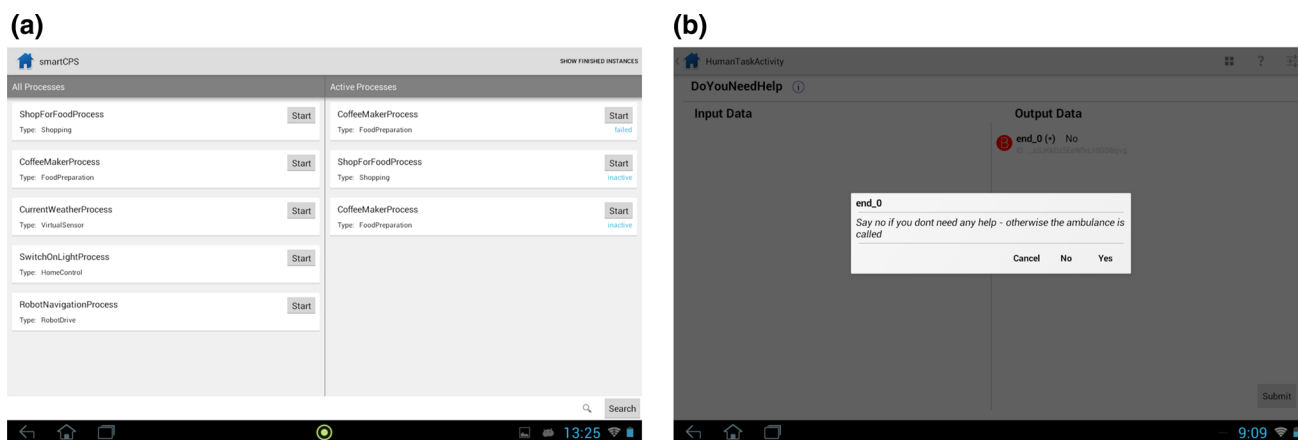 (a)
smartCPS
SHOW FINISHED INSTANCES
All Processes
Active Processes
ShopForFoodProcess
Start
Type: Shopping
CoffeeMakerProcess
Start
Type: FoodPreparation
CurrentWeatherProcess
Start
Type: VirtualSensor
SwitchOnLightProcess
Start
Type: HomeControl
RobotNavigationProcess
Start
Type: RobotDrive
CoffeeMakerProcess
Start
Type: FoodPreparation
failed
ShopForFoodProcess
Start
Type: Shopping
inactive
CoffeeMakerProcess
Start
Type: FoodPreparation
inactive
Search
13:25
(b)
HumanTaskActivity
?
DoYouNeedHelp
Input Data
Output Data
B
end_0 (*) No
end_0
Say no if you dont need any help - otherwise the ambulance is
called
Cancel No Yes
Submit
9:09